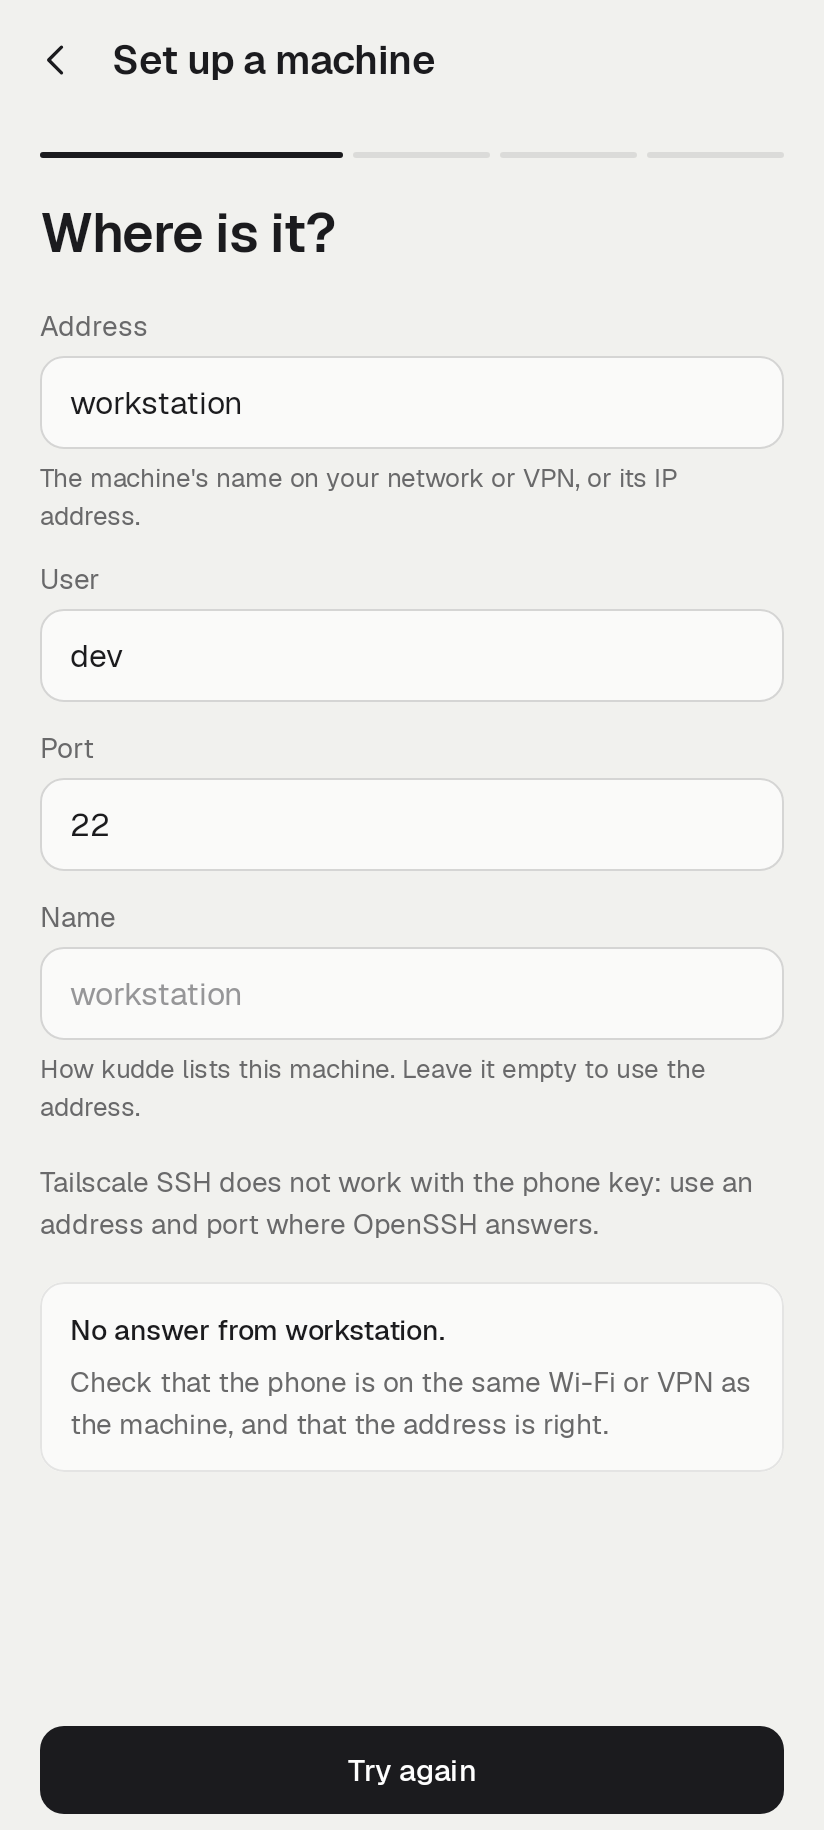 Set up a machine
Where is it?
Address
workstation
The machine's name on your network or VPN, or its IP
address.
User
dev
Port
22
Name
workstation
How kudde lists this machine. Leave it empty to use the
address.
Tailscale SSH does not work with the phone key: use an
address and port where OpenSSH answers.
No answer from workstation.
Check that the phone is on the same Wi-Fi or VPN as
the machine, and that the address is right.
Try again